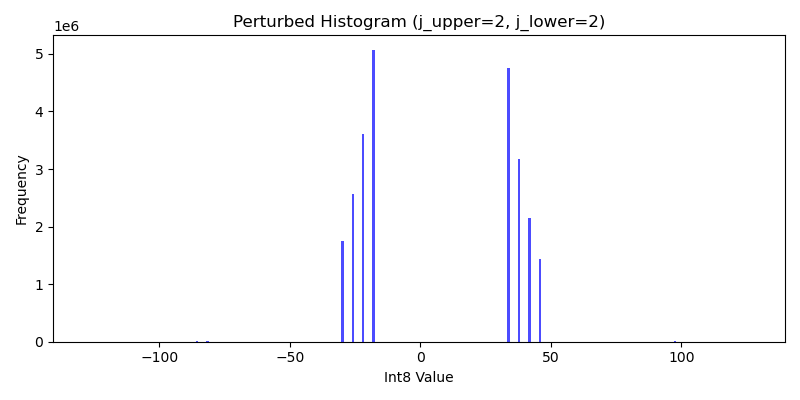 Perturbed Histogram (j_upper=2, j_lower=2)
1e6
5
4
3
2
1
0
Frequency
−100
−50
0
50
100
Int8 Value